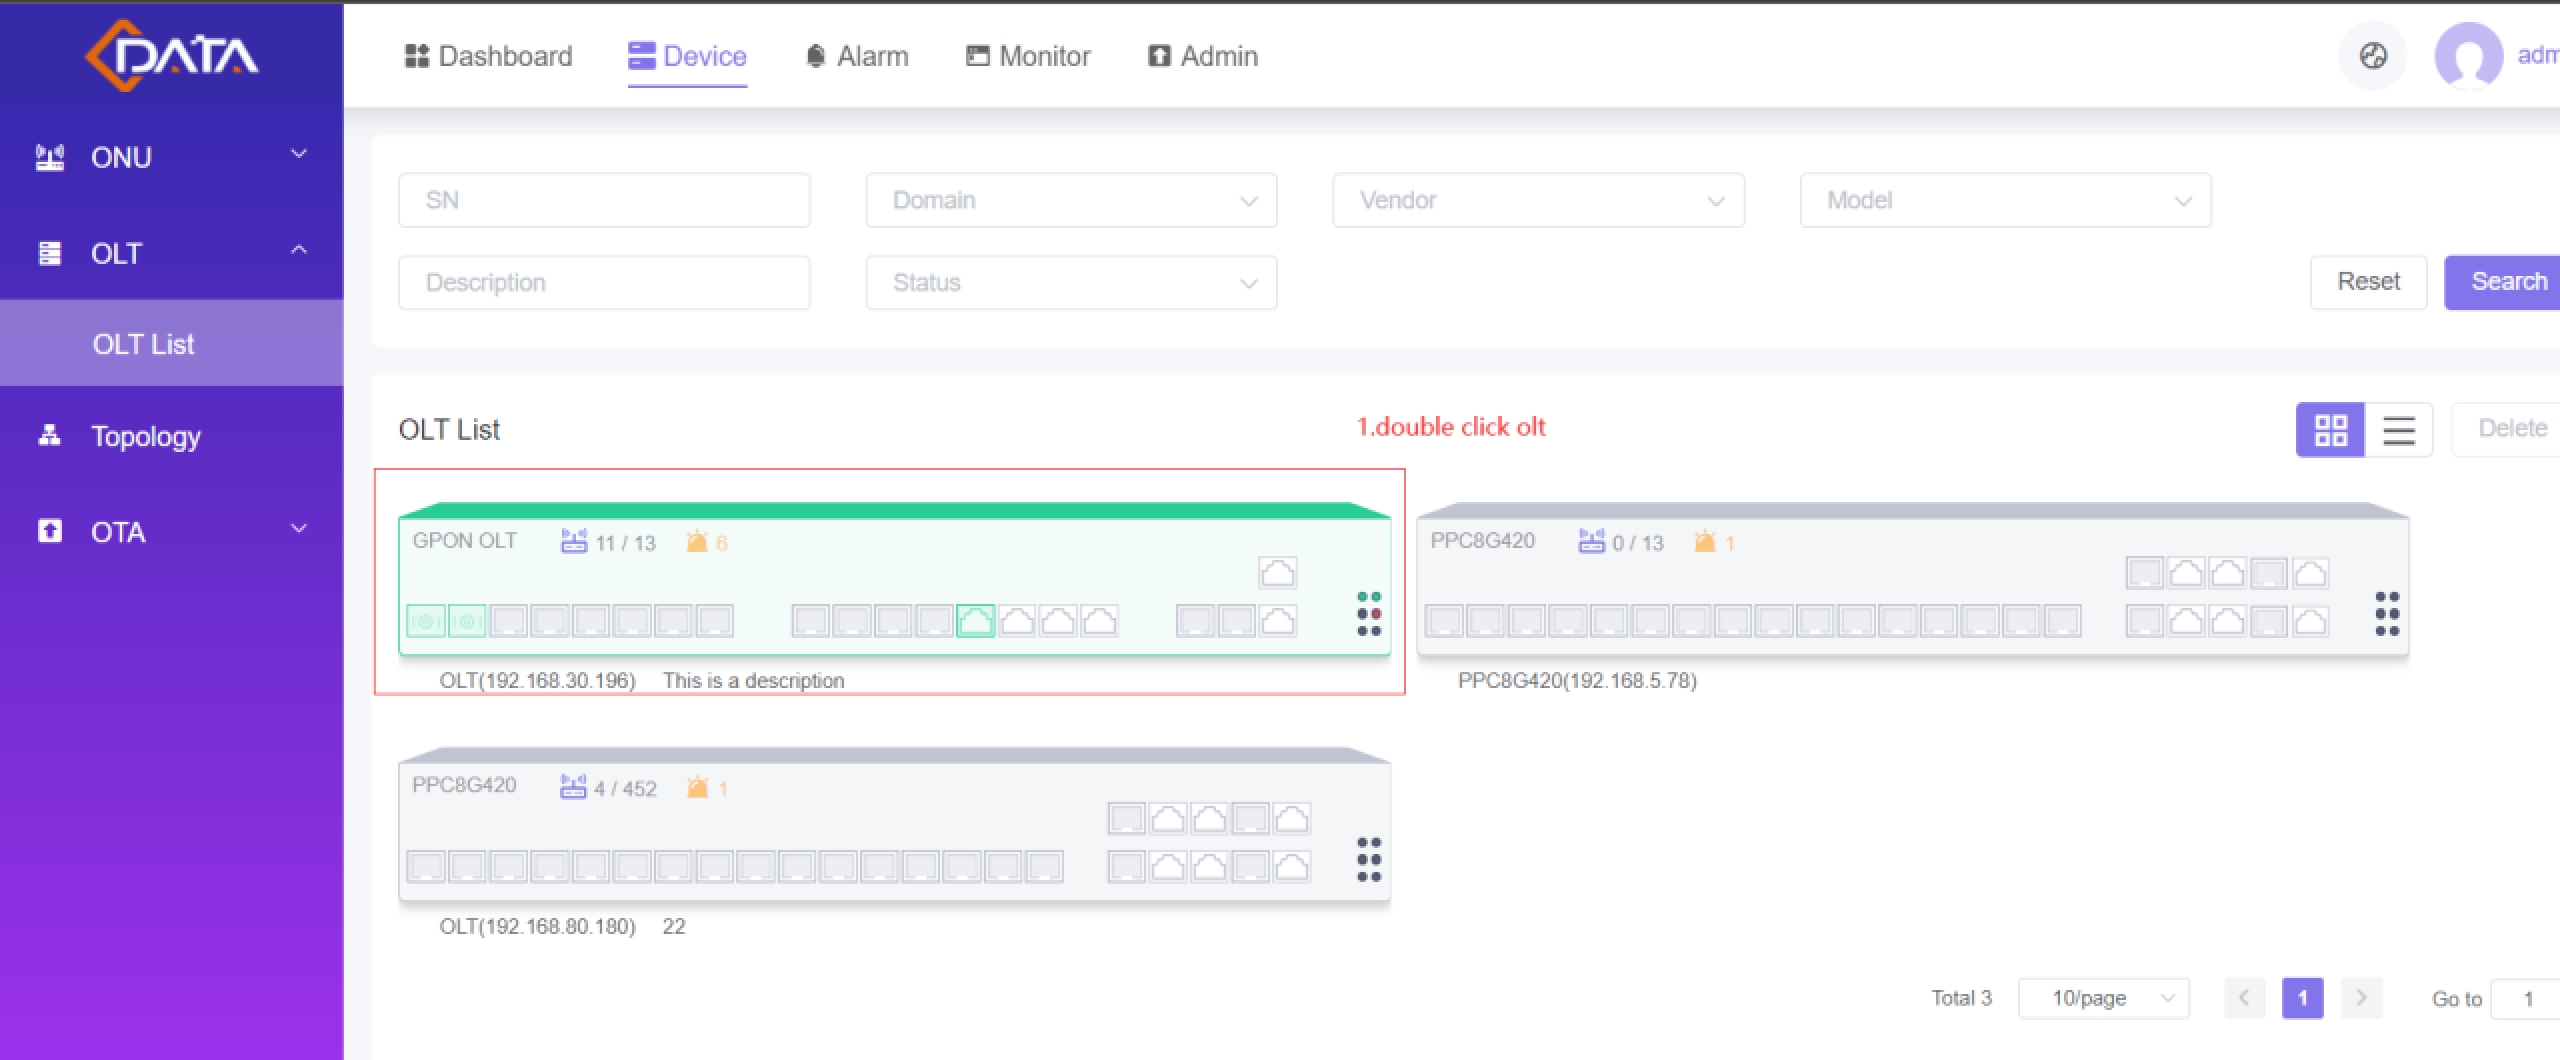 DATA
Dashboard
Device
Alarm
Monitor
Admin
adm
ONU
OLT
OLT List
Topology
OTA
SN
Domain
Vendor
Model
Description
Status
Reset
Search
OLT List
1.double click olt
Delete
GPON OLT 11 / 13 6
OLT(192.168.30.196) This is a description
PPC8G420 0 / 13 1
PPC8G420(192.168.5.78)
PPC8G420 4 / 452 1
OLT(192.168.80.180) 22
Total 3
10/page
1
Go to
1